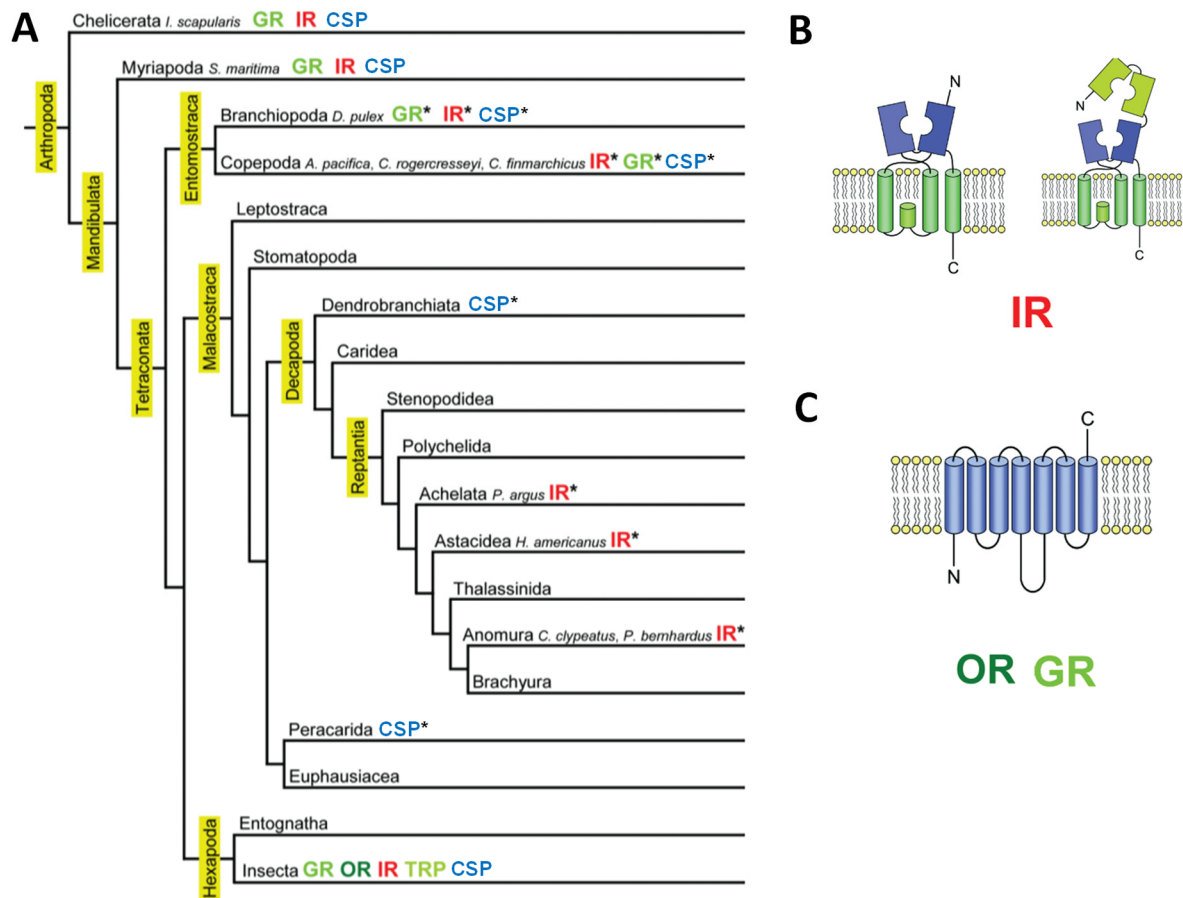 A
Chelicerata I. scapularis GR IR CSP
Myriapoda S. maritima GR IR CSP
Arthropoda
Mandibulata
Entomostraca
Branchiopoda D. pulex GR* IR* CSP*
Copepoda A. pacifica, C. rogercresseyi, C. finmarchicus IR* GR* CSP*
Tetraconata
Malacostraca
Leptostraca
Stomatopoda
Decapoda
Dendrobranchiata CSP*
Caridea
Reptantia
Stenopodidea
Polychelida
Achelata P. argus IR*
Astacidea H. americanus IR*
Thalassinida
Anomura C. clypeatus, P. bernhardus IR*
Brachyura
Peracarida CSP*
Euphausiacea
Hexapoda
Entognatha
Insecta GR OR IR TRP CSP
B
N
C
N
C
IR
C
C
N
OR GR